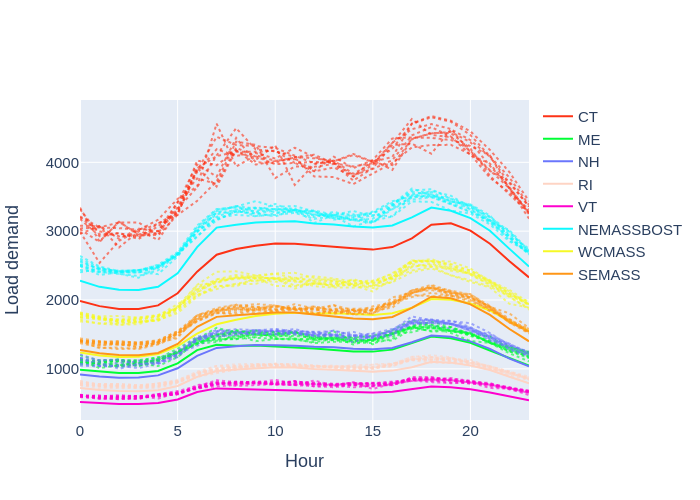 CT
ME
NH
RI
VT
NEMASSBOST
WCMASS
SEMASS
4000
3000
2000
1000
0 5 10 15 20
Hour
Load demand